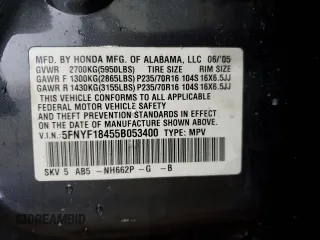 MFD. BY HONDA MFG. OF ALABAMA, LLC 06/'05
GVWR 2700KG(5950LBS) TIRE SIZE RIM SIZE
GAWR F 1300KG(2865LBS) P235/70R16 104S 16X6.5JJ
GAWR R 1430KG(3155LBS) P235/70R16 104S 16X6.5JJ
THIS VEHICLE CONFORMS TO ALL APPLICABLE FEDERAL MOTOR VEHICLE SAFETY STANDARDS IN EFFECT ON THE DATE OF MANUFACTURE SHOWN ABOVE.
V.I.N: 5FNYF18455B053400 TYPE: MPV
SKV 5 AB5 -NH662P -G -B
DREAMBID
AutoBidMaster